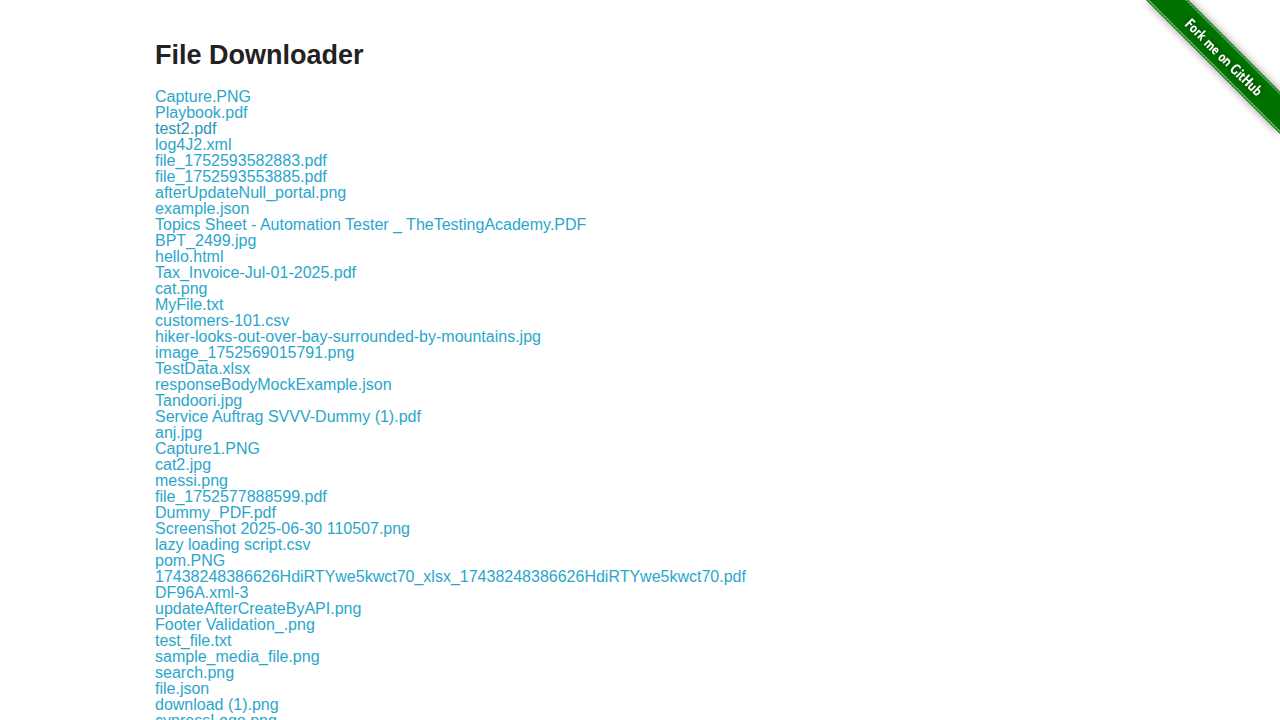 Fork me on GitHub
File Downloader
Capture.PNG
Playbook.pdf
test2.pdf
log4J2.xml
file_1752593582883.pdf
file_1752593553885.pdf
afterUpdateNull_portal.png
example.json
Topics Sheet - Automation Tester _ TheTestingAcademy.PDF
BPT_2499.jpg
hello.html
Tax_Invoice-Jul-01-2025.pdf
cat.png
MyFile.txt
customers-101.csv
hiker-looks-out-over-bay-surrounded-by-mountains.jpg
image_1752569015791.png
TestData.xlsx
responseBodyMockExample.json
Tandoori.jpg
Service Auftrag SVVV-Dummy (1).pdf
anj.jpg
Capture1.PNG
cat2.jpg
messi.png
file_1752577888599.pdf
Dummy_PDF.pdf
Screenshot 2025-06-30 110507.png
lazy loading script.csv
pom.PNG
17438248386626HdiRTYwe5kwct70_xlsx_17438248386626HdiRTYwe5kwct70.pdf
DF96A.xml-3
updateAfterCreateByAPI.png
Footer Validation_.png
test_file.txt
sample_media_file.png
search.png
file.json
download (1).png
cypressLogo.png